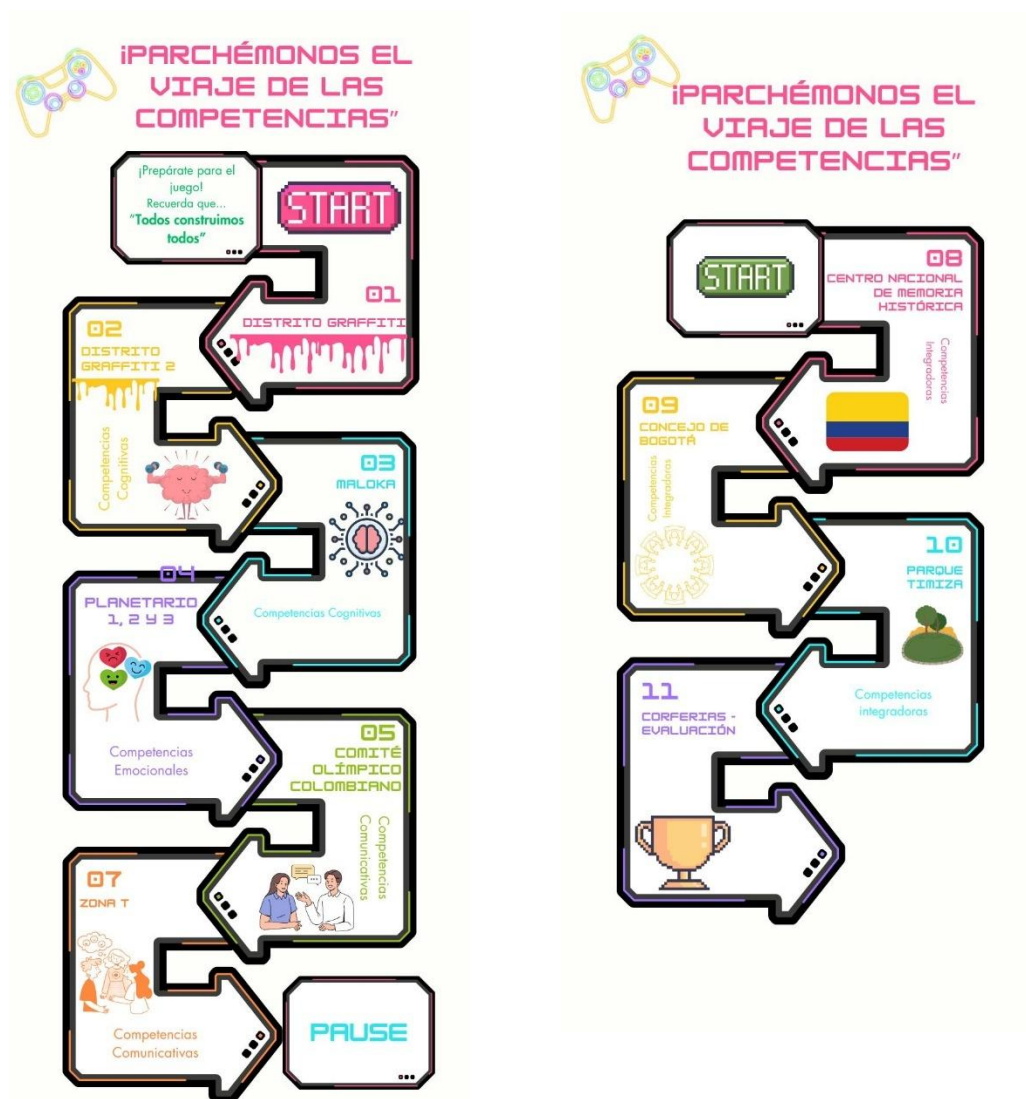 ¡PARCHÉMONOS EL
VIAJE DE LAS
COMPETENCIAS”
¡Prepárate para el
juego!
Recuerda que...
“Todos construimos
todos”
START
01
DISTRITO GRAFFITI
02
DISTRITO
GRAFFITI 2
Competencias
Cognitivas
03
MALOKA
Competencias Cognitivas
04
PLANETARIO
1, 2 Y 3
Competencias
Emocionales
05
COMITÉ
OLÍMPICO
COLOMBIANO
Competencias
Comunicativas
07
ZONA T
Competencias
Comunicativas
PAUSE
¡PARCHÉMONOS EL
VIAJE DE LAS
COMPETENCIAS”
START
08
CENTRO NACIONAL
DE MEMORIA
HISTÓRICA
Competencias
Integradoras
09
CONCEJO DE
BOGOTÁ
Competencias
Integradoras
10
PARQUE
TIMIZA
Competencias
integradoras
11
CORFERIAS -
EVALUACIÓN